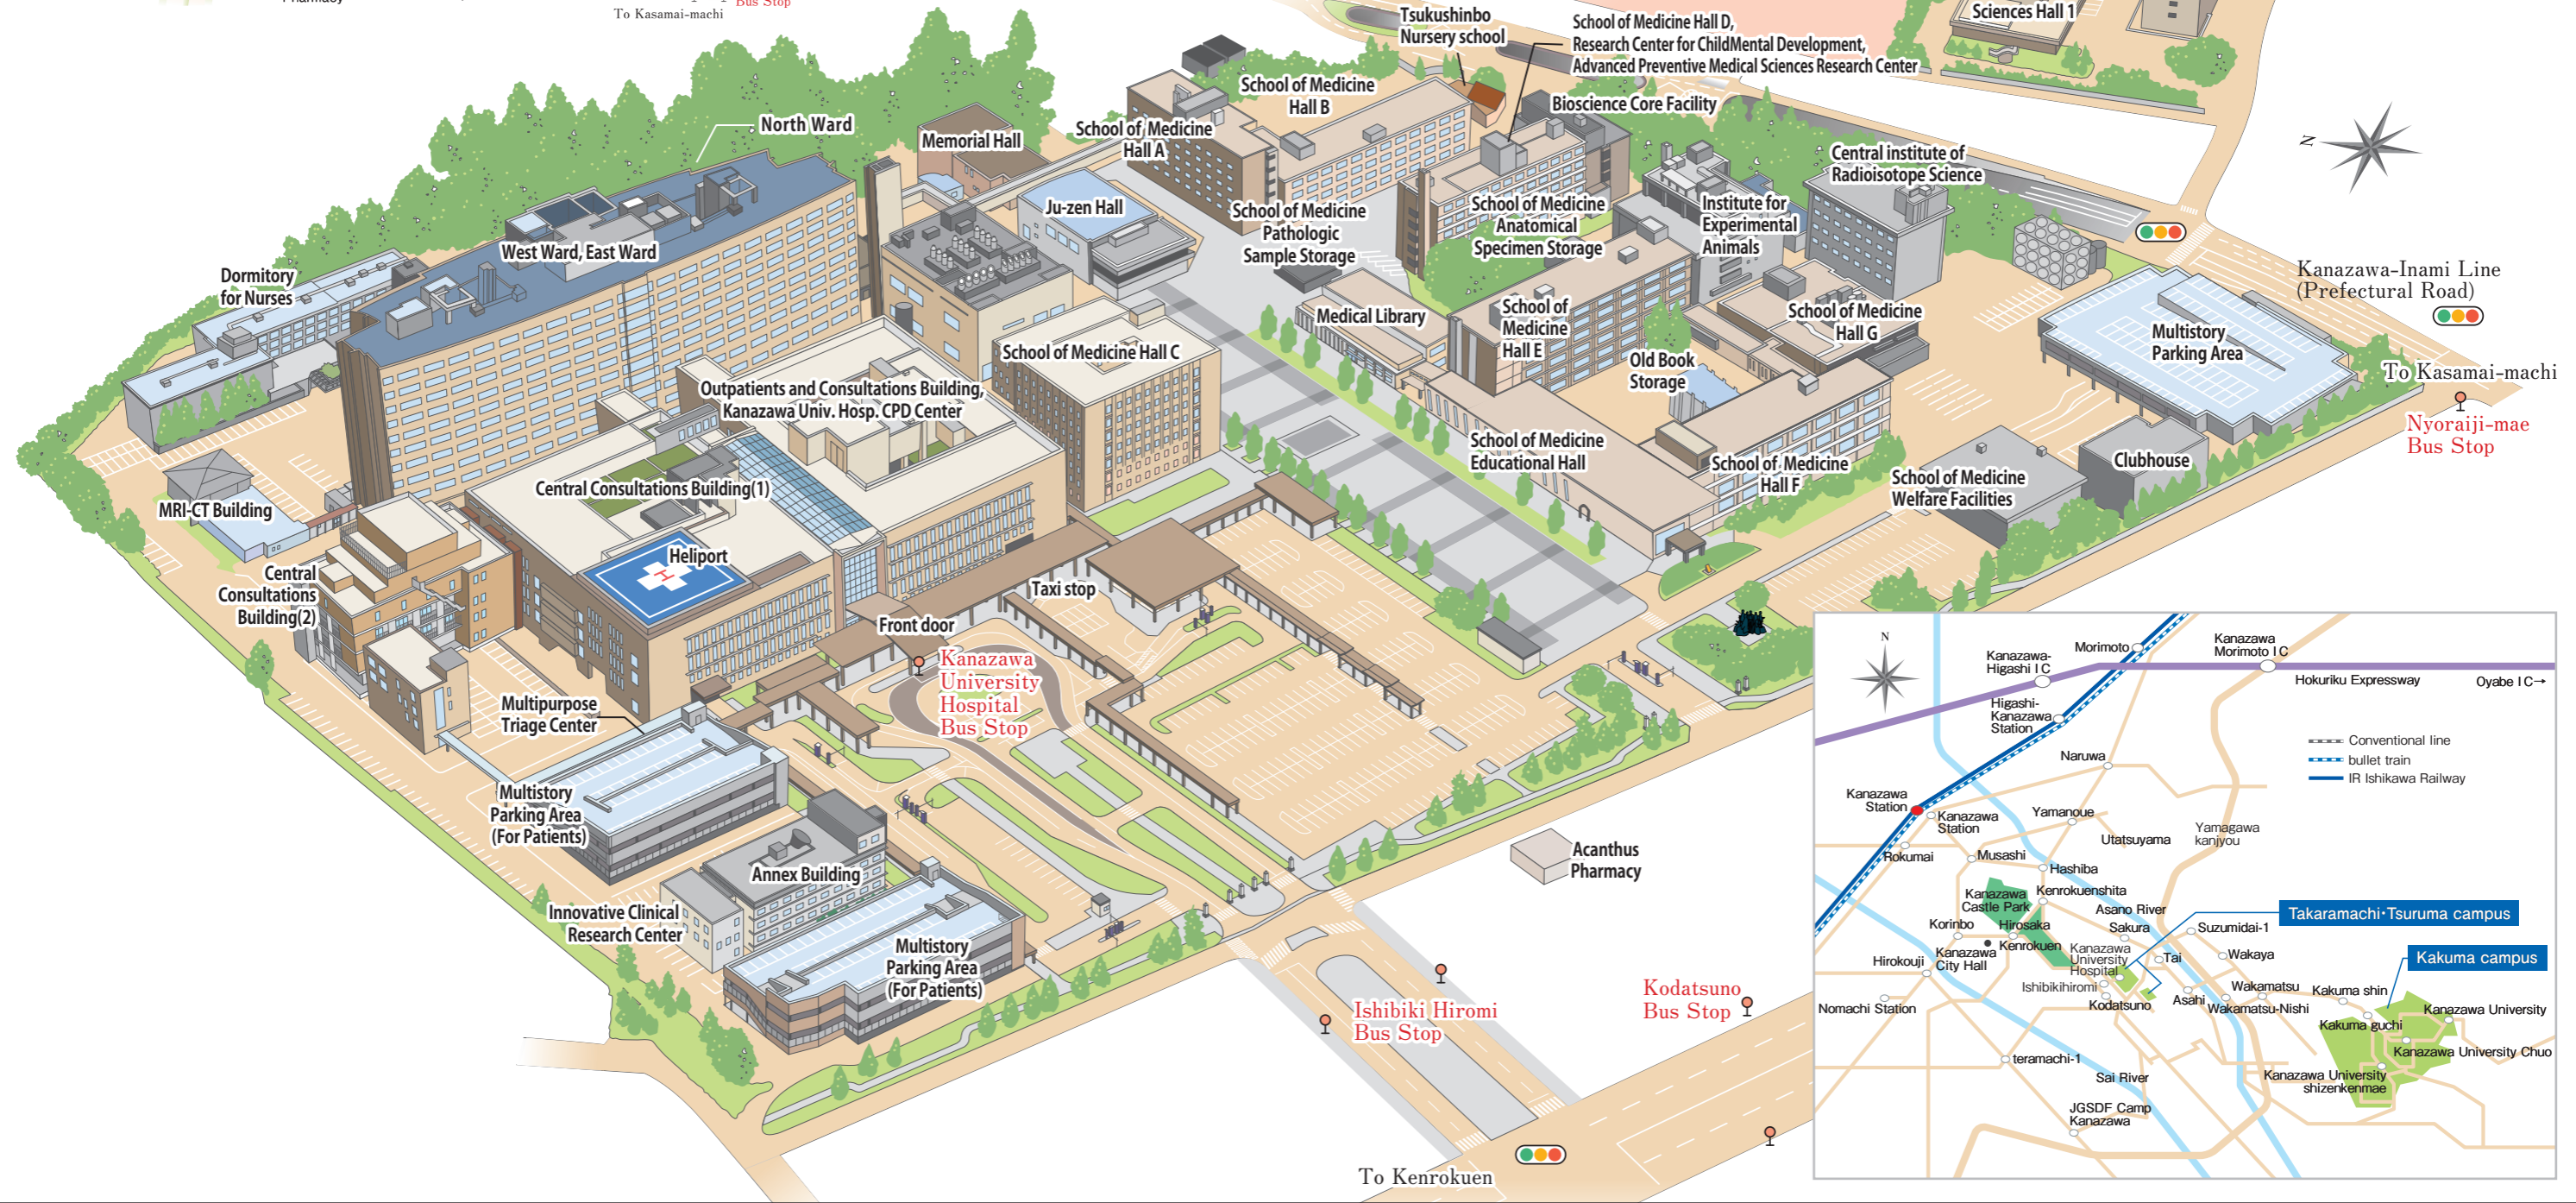 Pharmacy
To Kasamai-machi
Bus Stop
Tsukushinbo
Nursery school
School of Medicine Hall D,
Research Center for ChildMental Development,
Advanced Preventive Medical Sciences Research Center
Sciences Hall 1
School of Medicine
Hall B
Bioscience Core Facility
North Ward
Memorial Hall
School of Medicine
Hall A
Central institute of
Radioisotope Science
N
Ju-zen Hall
School of Medicine
Pathologic
Sample Storage
School of Medicine
Anatomical
Specimen Storage
Institute for
Experimental
Animals
West Ward, East Ward
Dormitory
for Nurses
Kanazawa-Inami Line
(Prefectural Road)
Medical Library
School of
Medicine
Hall E
School of Medicine
Hall G
Multistory
Parking Area
School of Medicine Hall C
Old Book
Storage
To Kasamai-machi
Outpatients and Consultations Building,
Kanazawa Univ. Hosp. CPD Center
Nyoraiji-mae
Bus Stop
School of Medicine
Educational Hall
School of Medicine
Hall F
School of Medicine
Welfare Facilities
Clubhouse
Central Consultations Building(1)
MRI-CT Building
Heliport
H
Central
Consultations
Building(2)
Taxi stop
Front door
Kanazawa
University
Hospital
Bus Stop
Multipurpose
Triage Center
Multistory
Parking Area
(For Patients)
Annex Building
Acanthus
Pharmacy
Innovative Clinical
Research Center
Multistory
Parking Area
(For Patients)
Ishibiki Hiromi
Bus Stop
Kodatsuno
Bus Stop
To Kenrokuen
N
Morimoto
Kanazawa
Morimoto I C
Kanazawa-
Higashi I C
Hokuriku Expressway
Oyabe I C→
Higashi-
Kanazawa
Station
Conventional line
bullet train
IR Ishikawa Railway
Naruwa
Kanazawa
Station
Kanazawa
Station
Yamanoue
Utatsuyama
Yamagawa
kanjyou
Rokumai
Musashi
Hashiba
Kanazawa
Castle Park
Kenrokuenshita
Asano River
Takaramachi･Tsuruma campus
Korinbo
Hirosaka
Sakura
Suzumidai-1
Kenrokuen
Kanazawa
City Hall
Kanazawa
University
Hospital
Tai
Wakaya
Kakuma campus
Hirokouji
Ishibikihiromi
Wakamatsu
Kakuma shin
Nomachi Station
Kodatsuno
Asahi
Wakamatsu-Nishi
Kanazawa University
Kakuma guchi
Kanazawa University Chuo
teramachi-1
Sai River
Kanazawa University
shizenkenmae
JGSDF Camp
Kanazawa